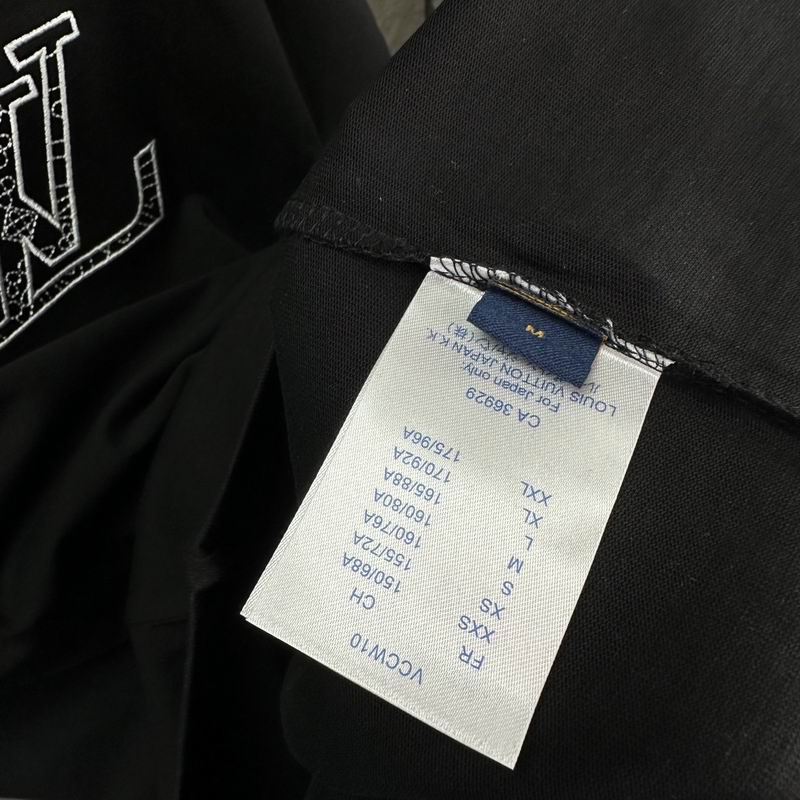 VCCW10
FR CH
XXS 150/68A
XS 155/72A
S 160/76A
M 160/80A
L 165/88A
XL 170/92A
XXL 175/96A
CA 36929
For Japan only.
LOUIS VUITTON JAPAN K.K.
LV